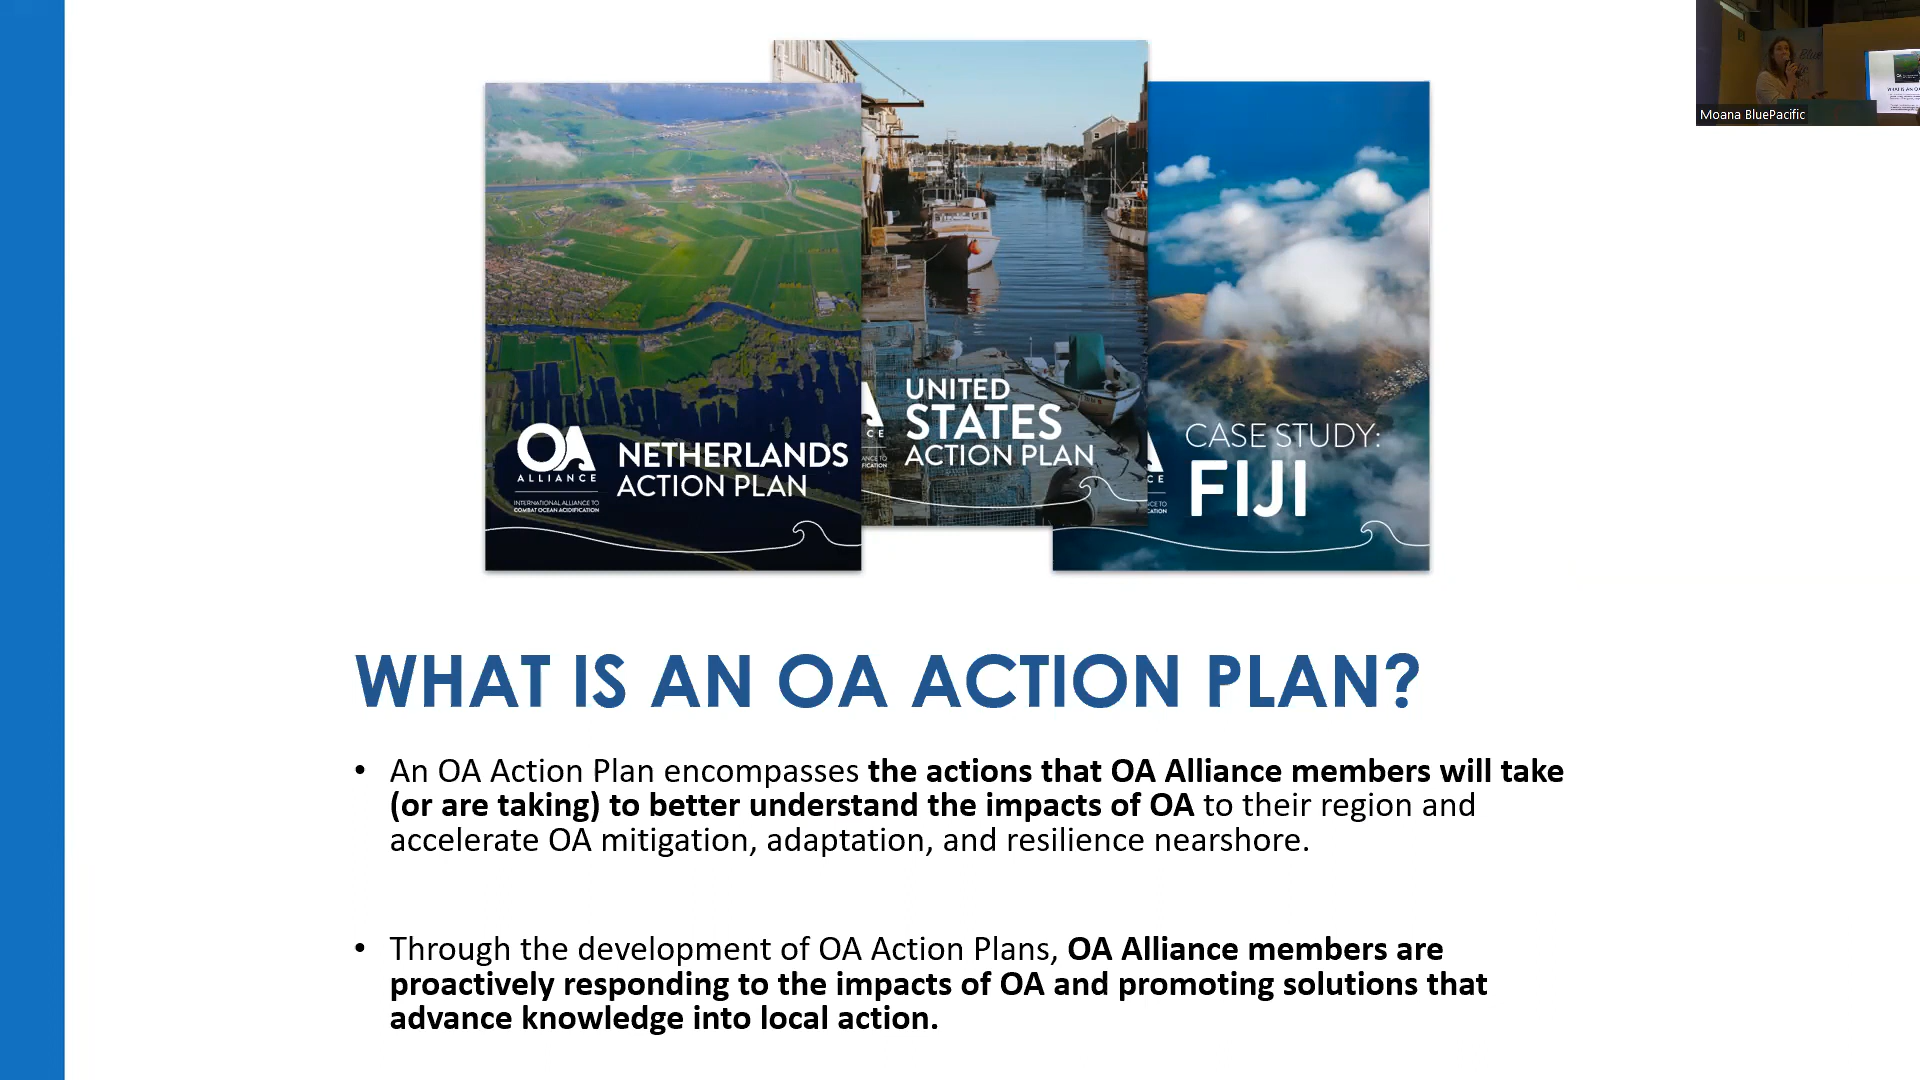 OA
ALLIANCE
INTERNATIONAL ALLIANCE TO
COMBAT OCEAN ACIDIFICATION
NETHERLANDS
ACTION PLAN
UNITED
STATES
ACTION PLAN
CASE STUDY:
FIJI
Moana BluePacific
WHAT IS AN OA ACTION PLAN?
• An OA Action Plan encompasses the actions that OA Alliance members will take
(or are taking) to better understand the impacts of OA to their region and
accelerate OA mitigation, adaptation, and resilience nearshore.
• Through the development of OA Action Plans, OA Alliance members are
proactively responding to the impacts of OA and promoting solutions that
advance knowledge into local action.